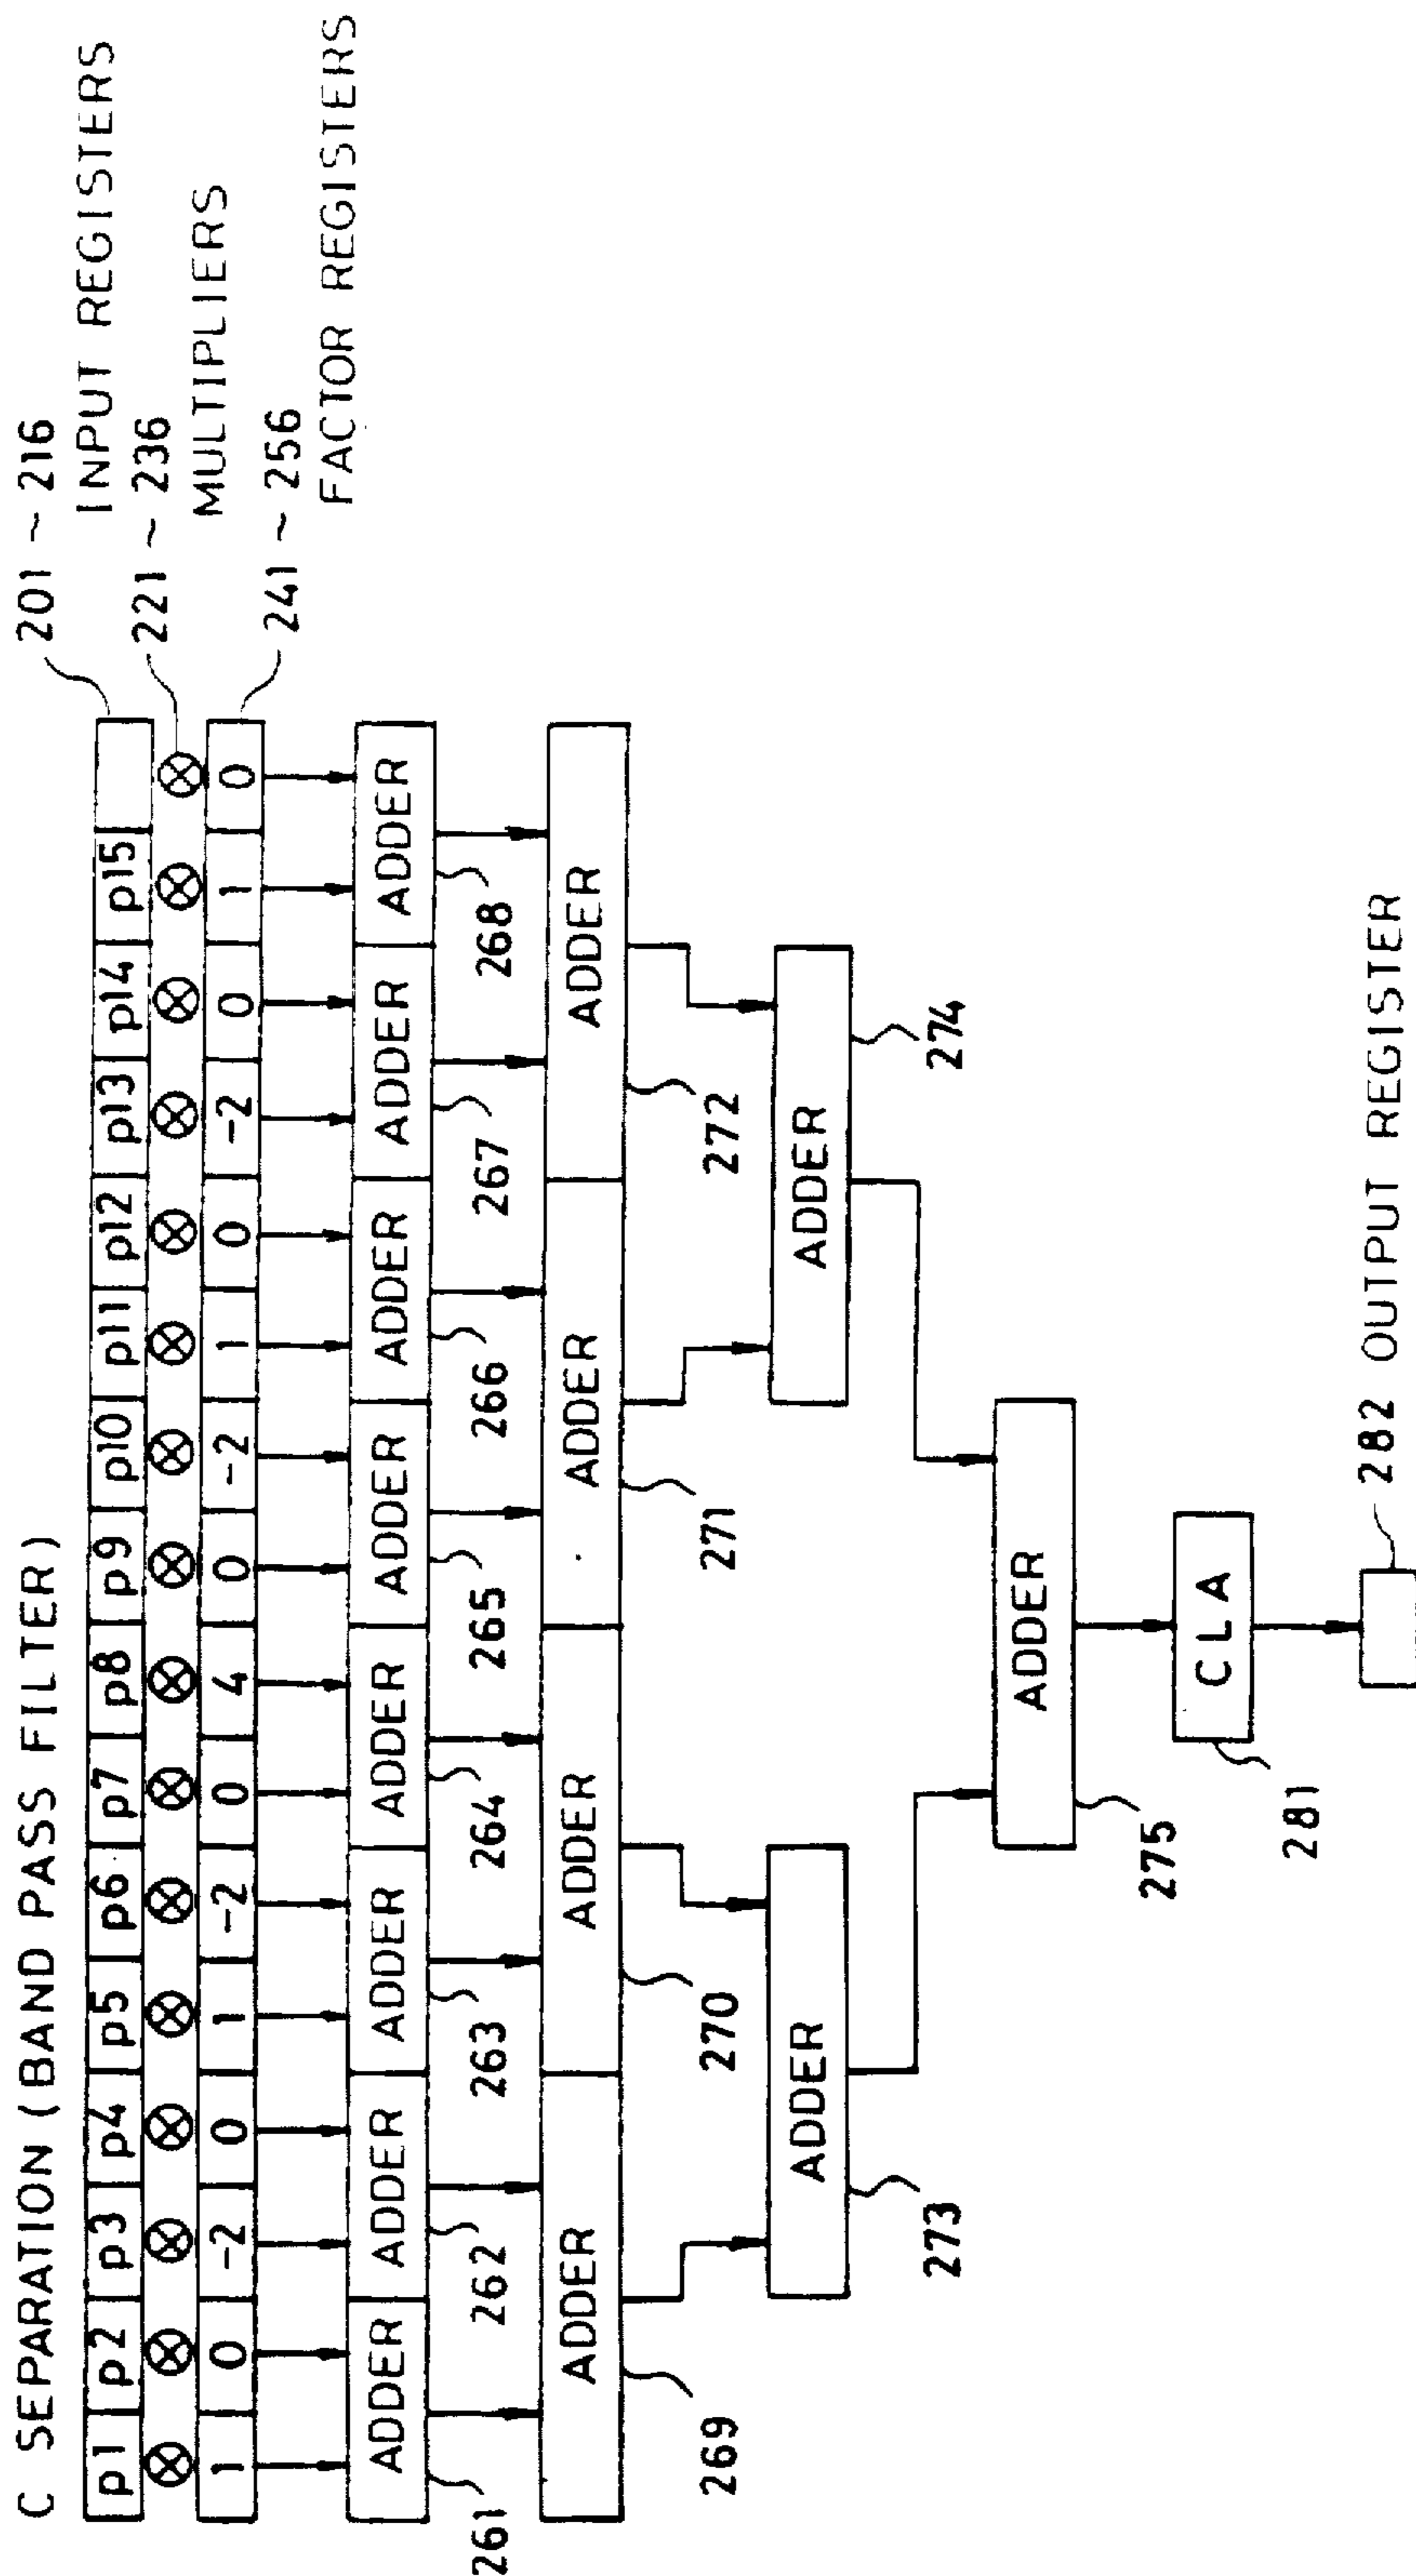 C SEPARATION (BAND PASS FILTER)
201 ~ 216
INPUT REGISTERS
221 ~ 236
MULTIPLIERS
241 ~ 256
FACTOR REGISTERS
p1 p2 p3 p4 p5 p6 p7 p8 p9 p10 p11 p12 p13 p14 p15
1 0 -2 0 1 -2 0 4 0 -2 1 0 -2 0 1 0
ADDER ADDER ADDER ADDER ADDER ADDER ADDER ADDER
261 262 263 264 265 266 267 268
ADDER ADDER ADDER ADDER
269 270 271 272
ADDER ADDER
273 274
ADDER
275
CLA
281
282 OUTPUT REGISTER